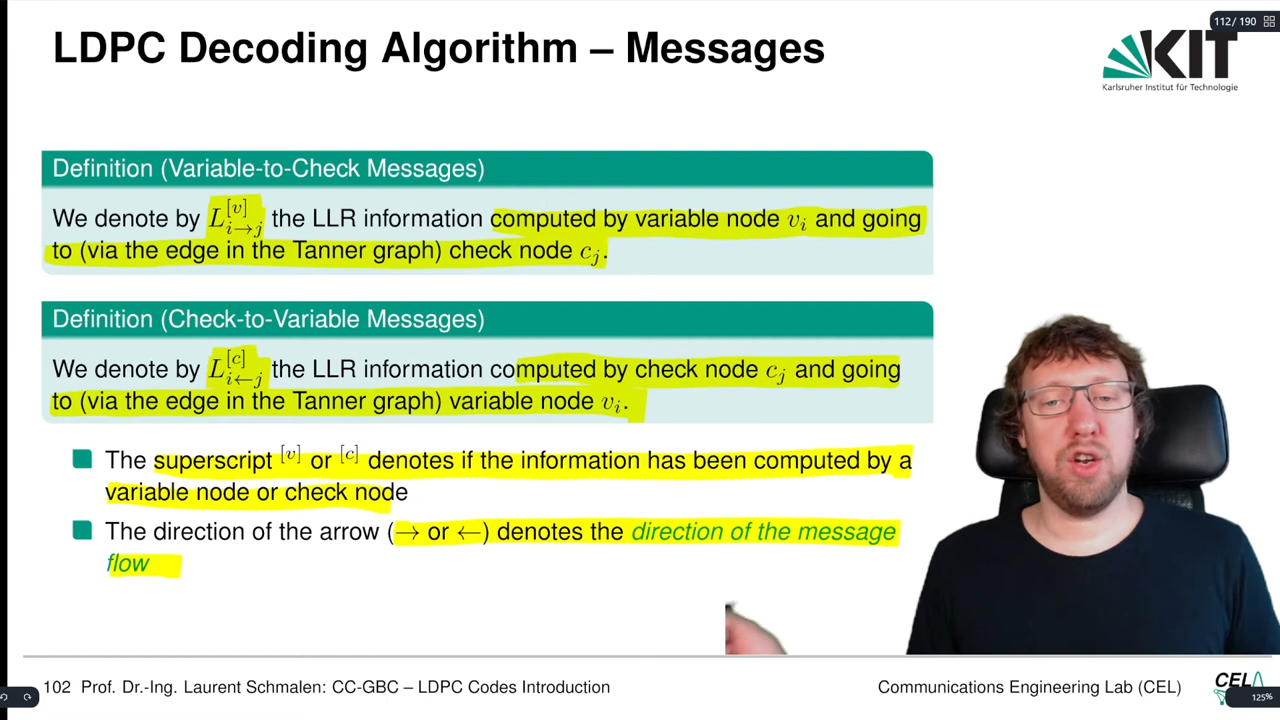 LDPC Decoding Algorithm – Messages
112/ 190
KIT
Karlsruher Institut für Technologie
Definition (Variable-to-Check Messages)
We denote by L_{i→j}^{[v]} the LLR information computed by variable node v_i and going
to (via the edge in the Tanner graph) check node c_j.
Definition (Check-to-Variable Messages)
We denote by L_{i←j}^{[c]} the LLR information computed by check node c_j and going
to (via the edge in the Tanner graph) variable node v_i.
The superscript ^{[v]} or ^{[c]} denotes if the information has been computed by a
variable node or check node
The direction of the arrow (→ or ←) denotes the direction of the message
flow
102 Prof. Dr.-Ing. Laurent Schmalen: CC-GBC – LDPC Codes Introduction
Communications Engineering Lab (CEL)
CEL
125%